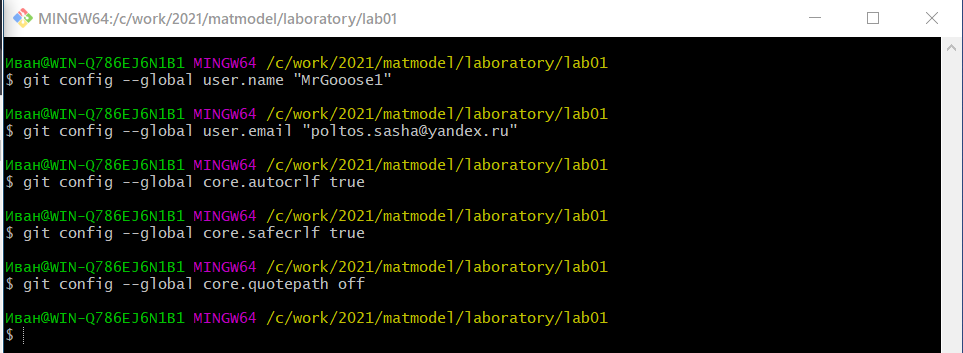 MINGW64:/c/work/2021/matmodel/laboratory/lab01
Иван@WIN-Q786EJ6N1B1 MINGW64 /c/work/2021/matmodel/laboratory/lab01
$ git config --global user.name "MrGooose1"
Иван@WIN-Q786EJ6N1B1 MINGW64 /c/work/2021/matmodel/laboratory/lab01
$ git config --global user.email "poltos.sasha@yandex.ru"
Иван@WIN-Q786EJ6N1B1 MINGW64 /c/work/2021/matmodel/laboratory/lab01
$ git config --global core.autocrlf true
Иван@WIN-Q786EJ6N1B1 MINGW64 /c/work/2021/matmodel/laboratory/lab01
$ git config --global core.safecrlf true
Иван@WIN-Q786EJ6N1B1 MINGW64 /c/work/2021/matmodel/laboratory/lab01
$ git config --global core.quotepath off
Иван@WIN-Q786EJ6N1B1 MINGW64 /c/work/2021/matmodel/laboratory/lab01
$